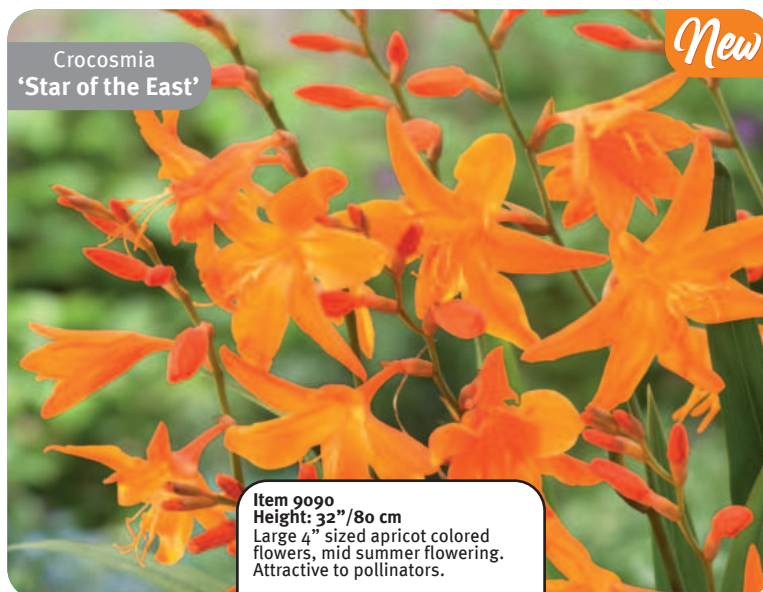 Crocosmia
‘Star of the East’
New
Item 9090
Height: 32”/80 cm
Large 4” sized apricot colored
flowers, mid summer flowering.
Attractive to pollinators.